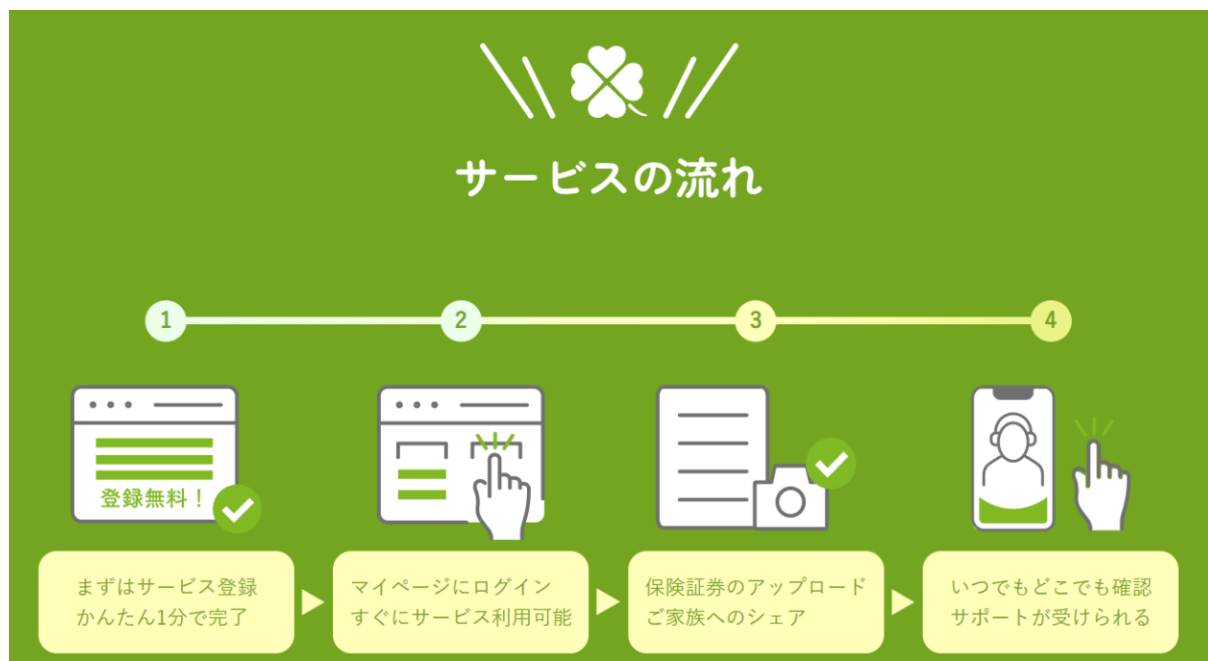 サービスの流れ
1
2
3
4
登録無料！
まずはサービス登録
かんたん1分で完了
マイページにログイン
すぐにサービス利用可能
保険証券のアップロード
ご家族へのシェア
いつでもどこでも確認
サポートが受けられる